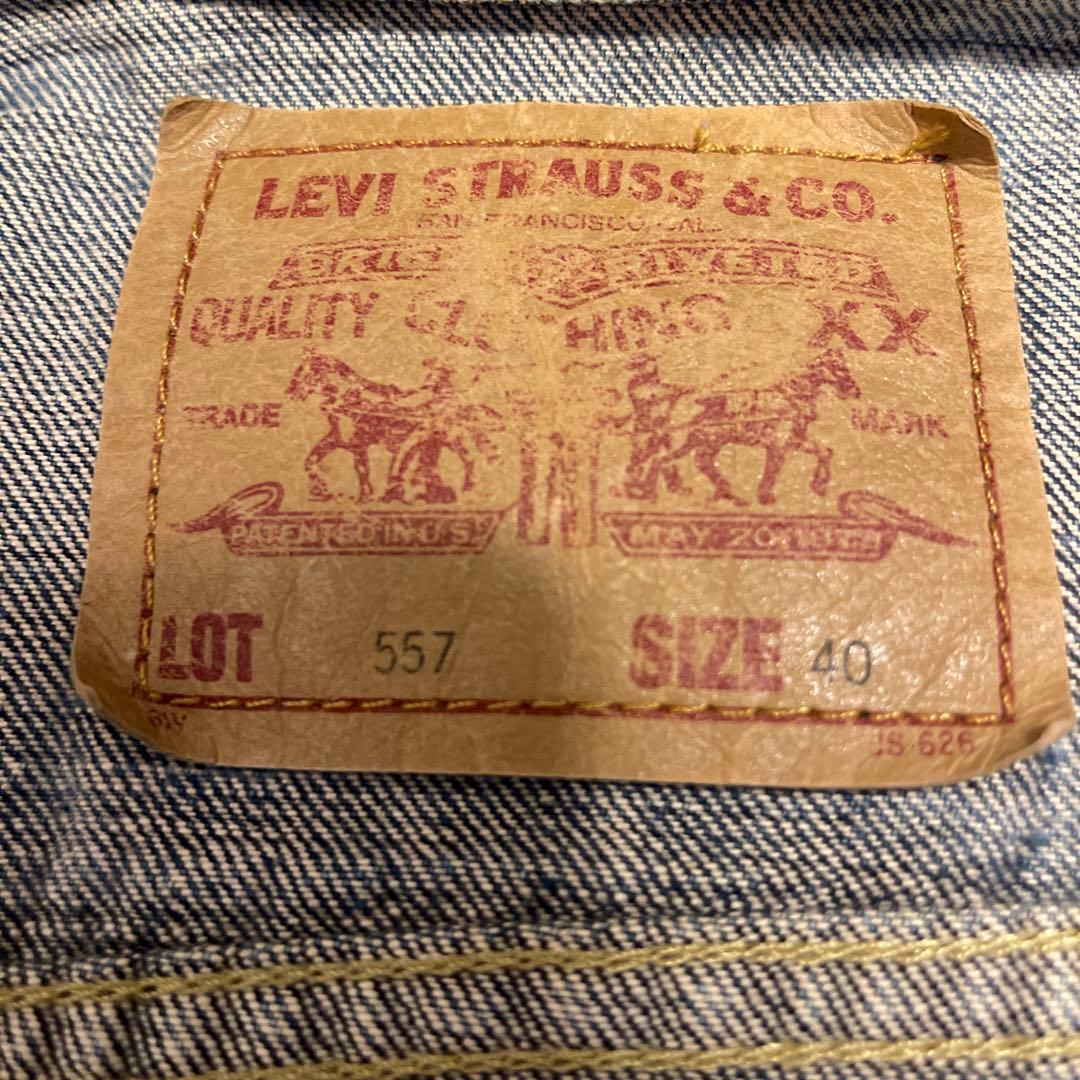 LEVI STRAUSS & CO.
SAN FRANCISCO, CAL.
QUALITY CLOTHING XX
TRADE MARK
PATENTED IN U.S. MAY 20 1873
LOT 557 SIZE 40
JS-626